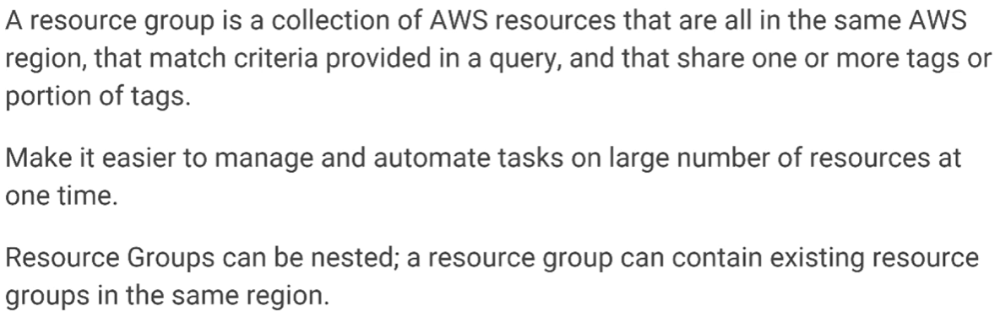 A resource group is a collection of AWS resources that are all in the same AWS
region, that match criteria provided in a query, and that share one or more tags or
portion of tags.
Make it easier to manage and automate tasks on large number of resources at
one time.
Resource Groups can be nested; a resource group can contain existing resource
groups in the same region.